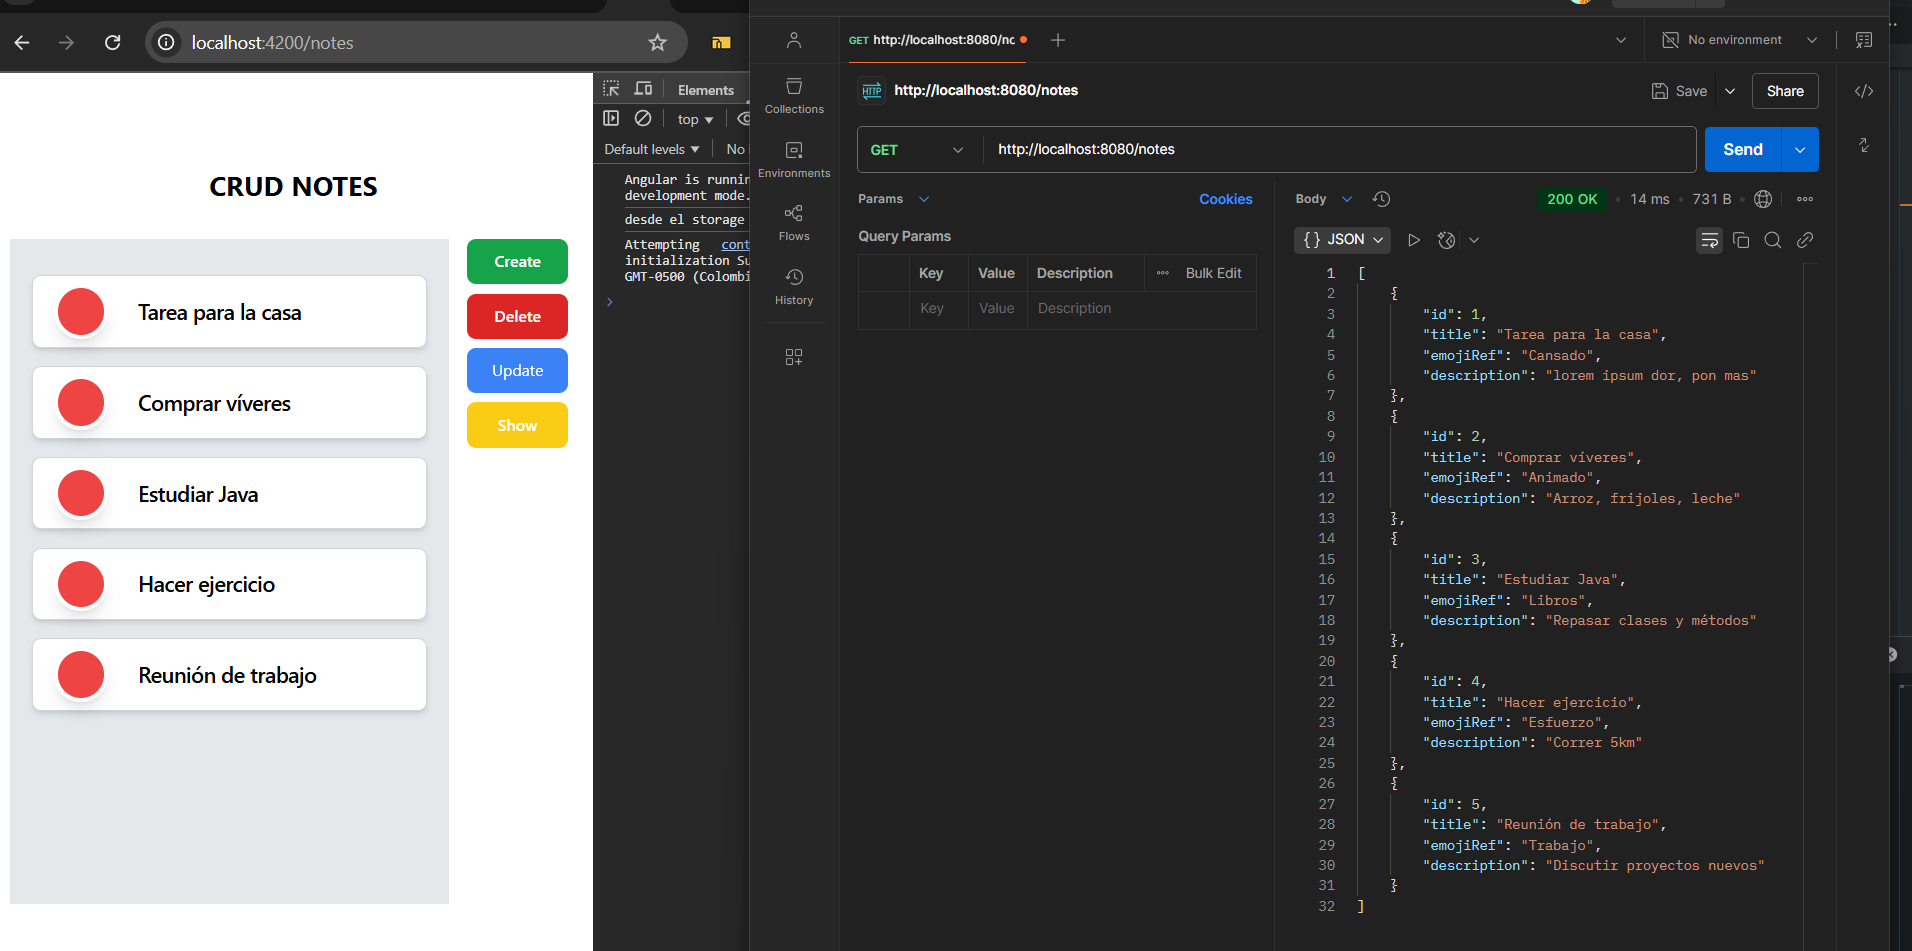 localhost:4200/notes
CRUD NOTES
Tarea para la casa
Comprar víveres
Estudiar Java
Hacer ejercicio
Reunión de trabajo
Create
Delete
Update
Show
Elements
top
Default levels
No
Angular is runnin
development mode.
desde el storage
Attempting cont
initialization Su
GMT-0500 (Colombi
Collections
Environments
Flows
History
GET http://localhost:8080/nc
No environment
HTTP http://localhost:8080/notes
Save
Share
GET http://localhost:8080/notes
Send
Params
Cookies
Query Params
Key Value Description Bulk Edit
Key Value Description
Body
200 OK 14 ms 731 B
{} JSON
1 [
2 {
3 "id": 1,
4 "title": "Tarea para la casa",
5 "emojiRef": "Cansado",
6 "description": "lorem ipsum dor, pon mas"
7 },
8 {
9 "id": 2,
10 "title": "Comprar víveres",
11 "emojiRef": "Animado",
12 "description": "Arroz, frijoles, leche"
13 },
14 {
15 "id": 3,
16 "title": "Estudiar Java",
17 "emojiRef": "Libros",
18 "description": "Repasar clases y métodos"
19 },
20 {
21 "id": 4,
22 "title": "Hacer ejercicio",
23 "emojiRef": "Esfuerzo",
24 "description": "Correr 5km"
25 },
26 {
27 "id": 5,
28 "title": "Reunión de trabajo",
29 "emojiRef": "Trabajo",
30 "description": "Discutir proyectos nuevos"
31 }
32 ]